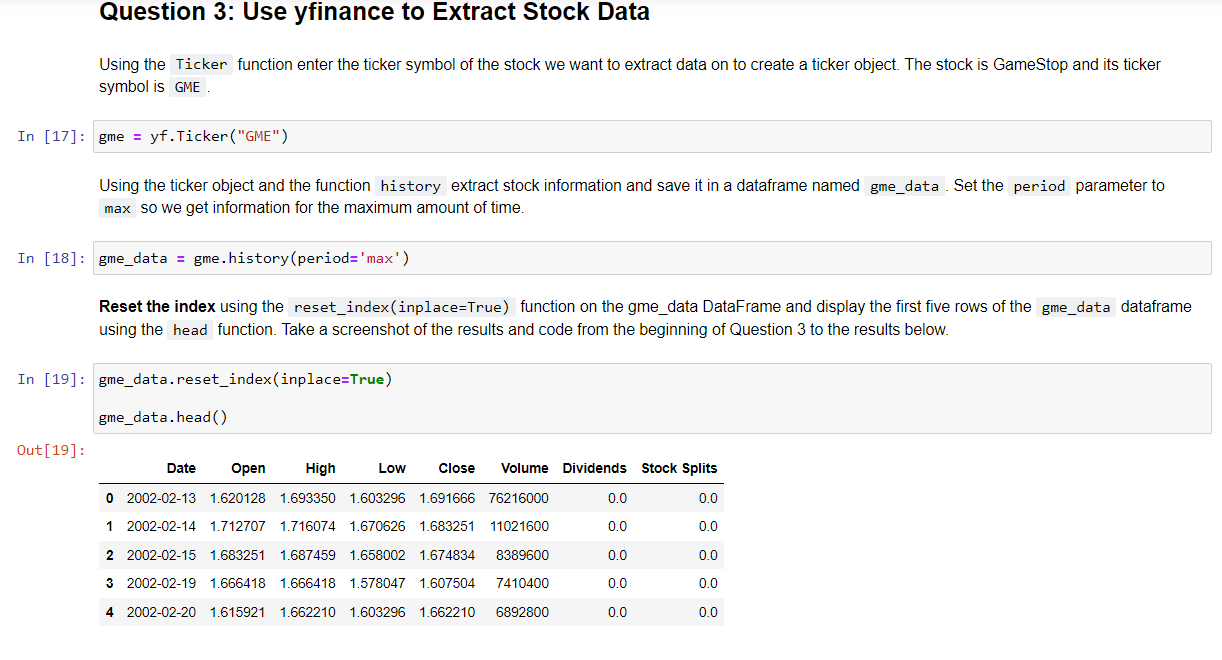 Question 3: Use yfinance to Extract Stock Data
Using the Ticker function enter the ticker symbol of the stock we want to extract data on to create a ticker object. The stock is GameStop and its ticker
symbol is GME .
In [17]: gme = yf.Ticker("GME")
Using the ticker object and the function history extract stock information and save it in a dataframe named gme_data . Set the period parameter to
max so we get information for the maximum amount of time.
In [18]: gme_data = gme.history(period='max')
Reset the index using the reset_index(inplace=True) function on the gme_data DataFrame and display the first five rows of the gme_data dataframe
using the head function. Take a screenshot of the results and code from the beginning of Question 3 to the results below.
In [19]: gme_data.reset_index(inplace=True)
gme_data.head()
Out[19]:
Date Open High Low Close Volume Dividends Stock Splits
0 2002-02-13 1.620128 1.693350 1.603296 1.691666 76216000 0.0 0.0
1 2002-02-14 1.712707 1.716074 1.670626 1.683251 11021600 0.0 0.0
2 2002-02-15 1.683251 1.687459 1.658002 1.674834 8389600 0.0 0.0
3 2002-02-19 1.666418 1.666418 1.578047 1.607504 7410400 0.0 0.0
4 2002-02-20 1.615921 1.662210 1.603296 1.662210 6892800 0.0 0.0